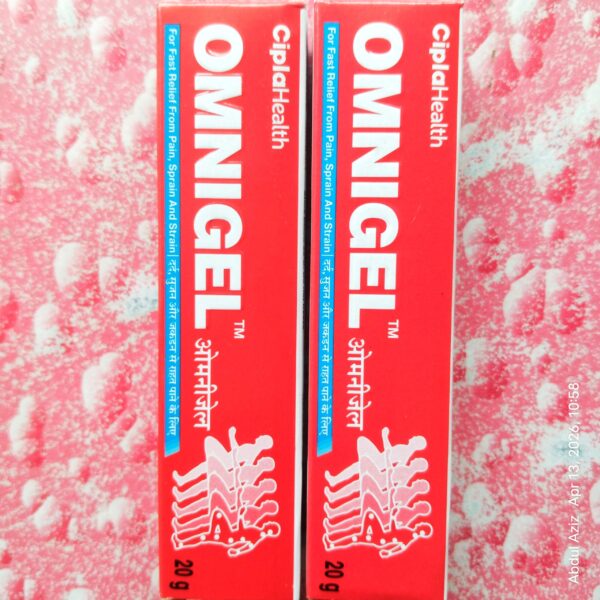 CiplaHealth
OMNIGEL™
ओमनीजेल
For Fast Relief From Pain, Sprain And Strain | दर्द, सूजन और जकडन से राहत पाने के लिए
20 g
CiplaHealth
OMNIGEL™
ओमनीजेल
For Fast Relief From Pain, Sprain And Strain | दर्द, सूजन और जकडन से राहत पाने के लिए
20 g
Abdul Aziz, Apr 13, 2026, 10:58